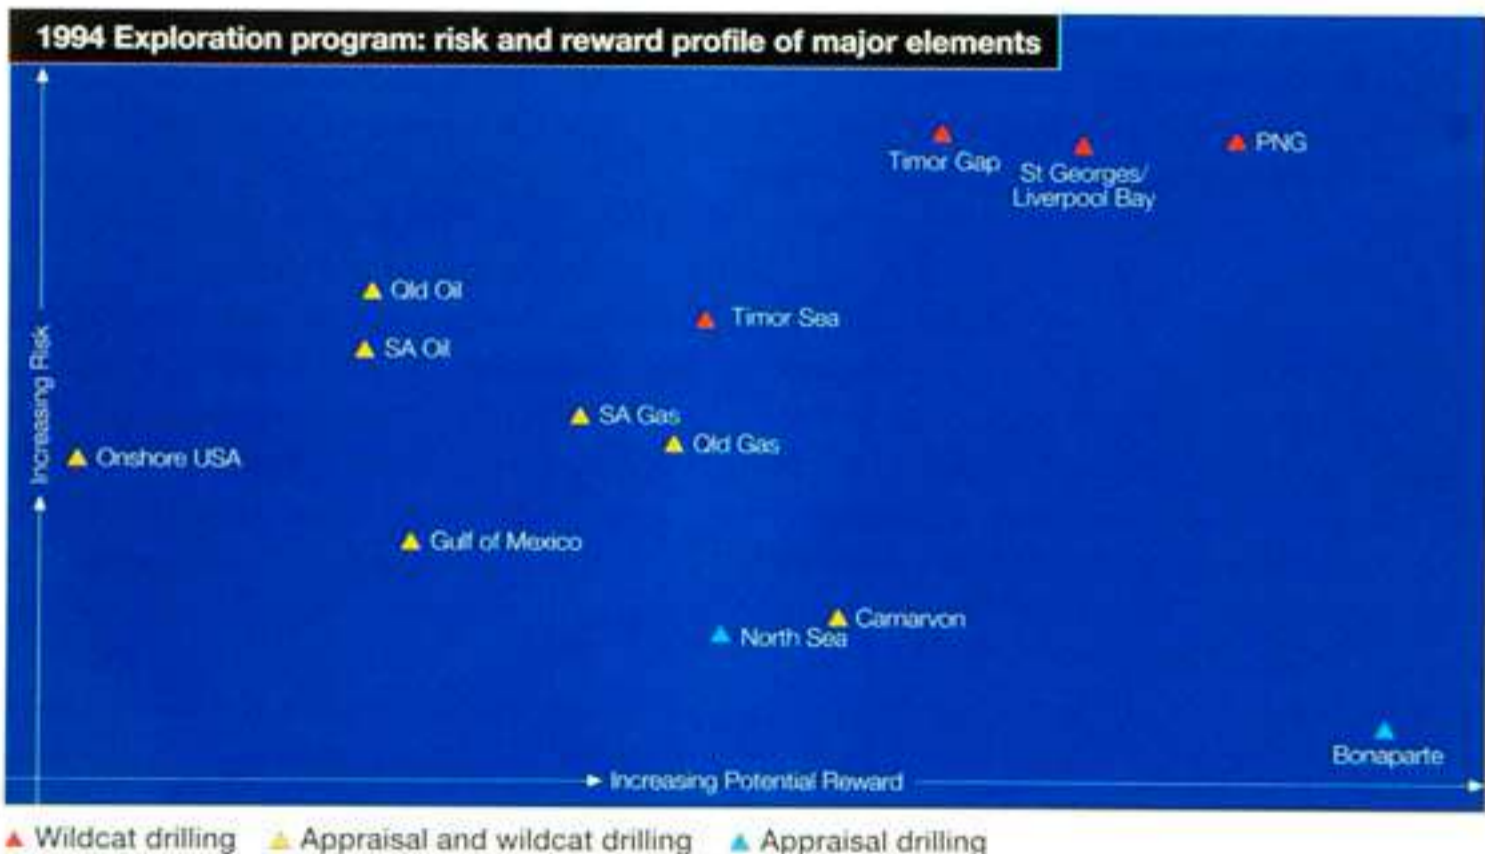 1994 Exploration program: risk and reward profile of major elements
Timor Gap
St Georges/
Liverpool Bay
PNG
Qld Oil
Timor Sea
SA Oil
SA Gas
Qld Gas
Increasing Risk
Onshore USA
Gulf of Mexico
Carnarvon
North Sea
Bonaparte
Increasing Potential Reward
Wildcat drilling
Appraisal and wildcat drilling
Appraisal drilling